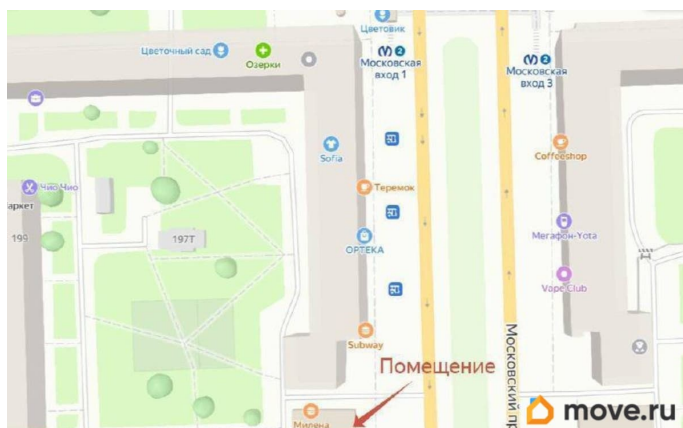 Цветовик
Цветочный сад
Озерки
Московская
вход 1
Московская
вход 3
Sofia
Coffeeshop
Чио Чио
Теремок
аркет
199
197Т
ОРТЕКА
Мегафон-Yota
Vape Club
Subway
Московский пр
Помещение
Милена
move.ru